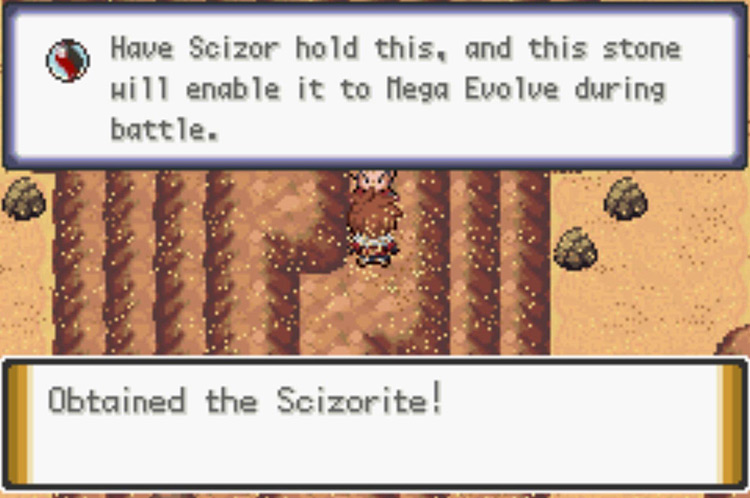 Have Scizor hold this, and this stone
will enable it to Mega Evolve during
battle.
Obtained the Scizorite!